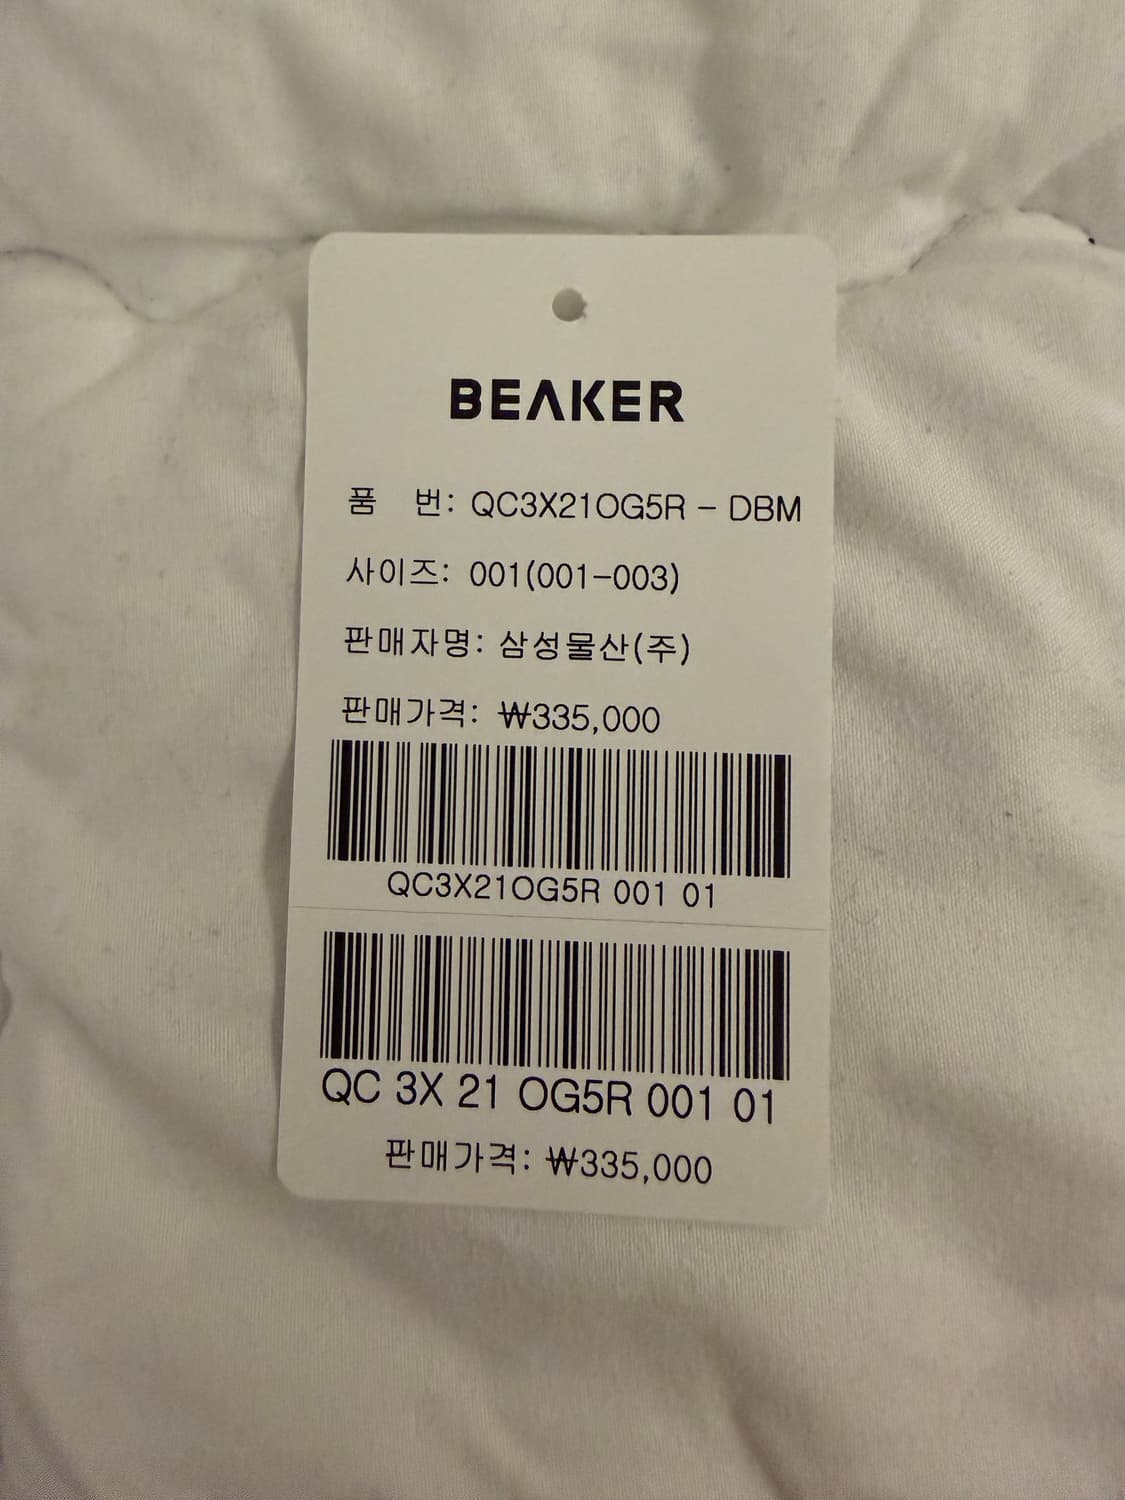 BEAKER
품 번: QC3X21OG5R - DBM
사이즈: 001(001-003)
판매자명: 삼성물산(주)
판매가격: ₩335,000
QC3X21OG5R 001 01
QC 3X 21 OG5R 001 01
판매가격: ₩335,000